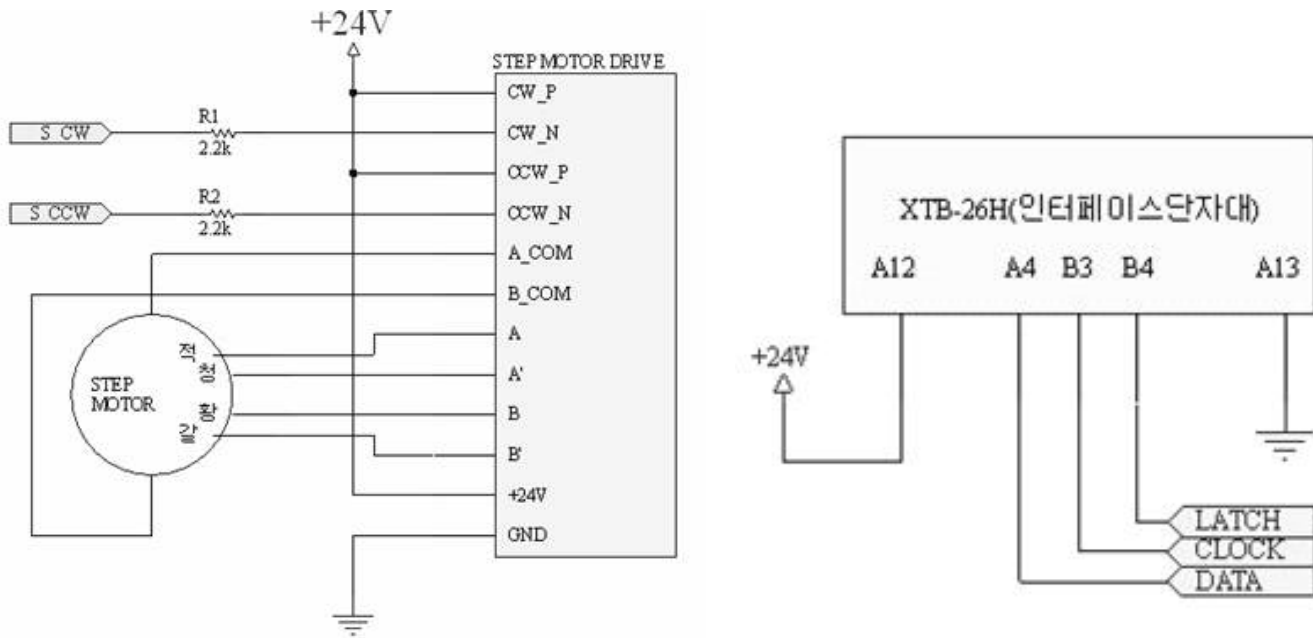 +24V
STEP MOTOR DRIVE
CW_P
S_CW
R1
2.2k
CW_N
CCW_P
S_CCW
R2
2.2k
CCW_N
A_COM
B_COM
A
A'
B
B'
+24V
GND
STEP
MOTOR
적
청
황
갈
XTB-26H(인터페이스단자대)
A12 A4 B3 B4 A13
+24V
LATCH
CLOCK
DATA